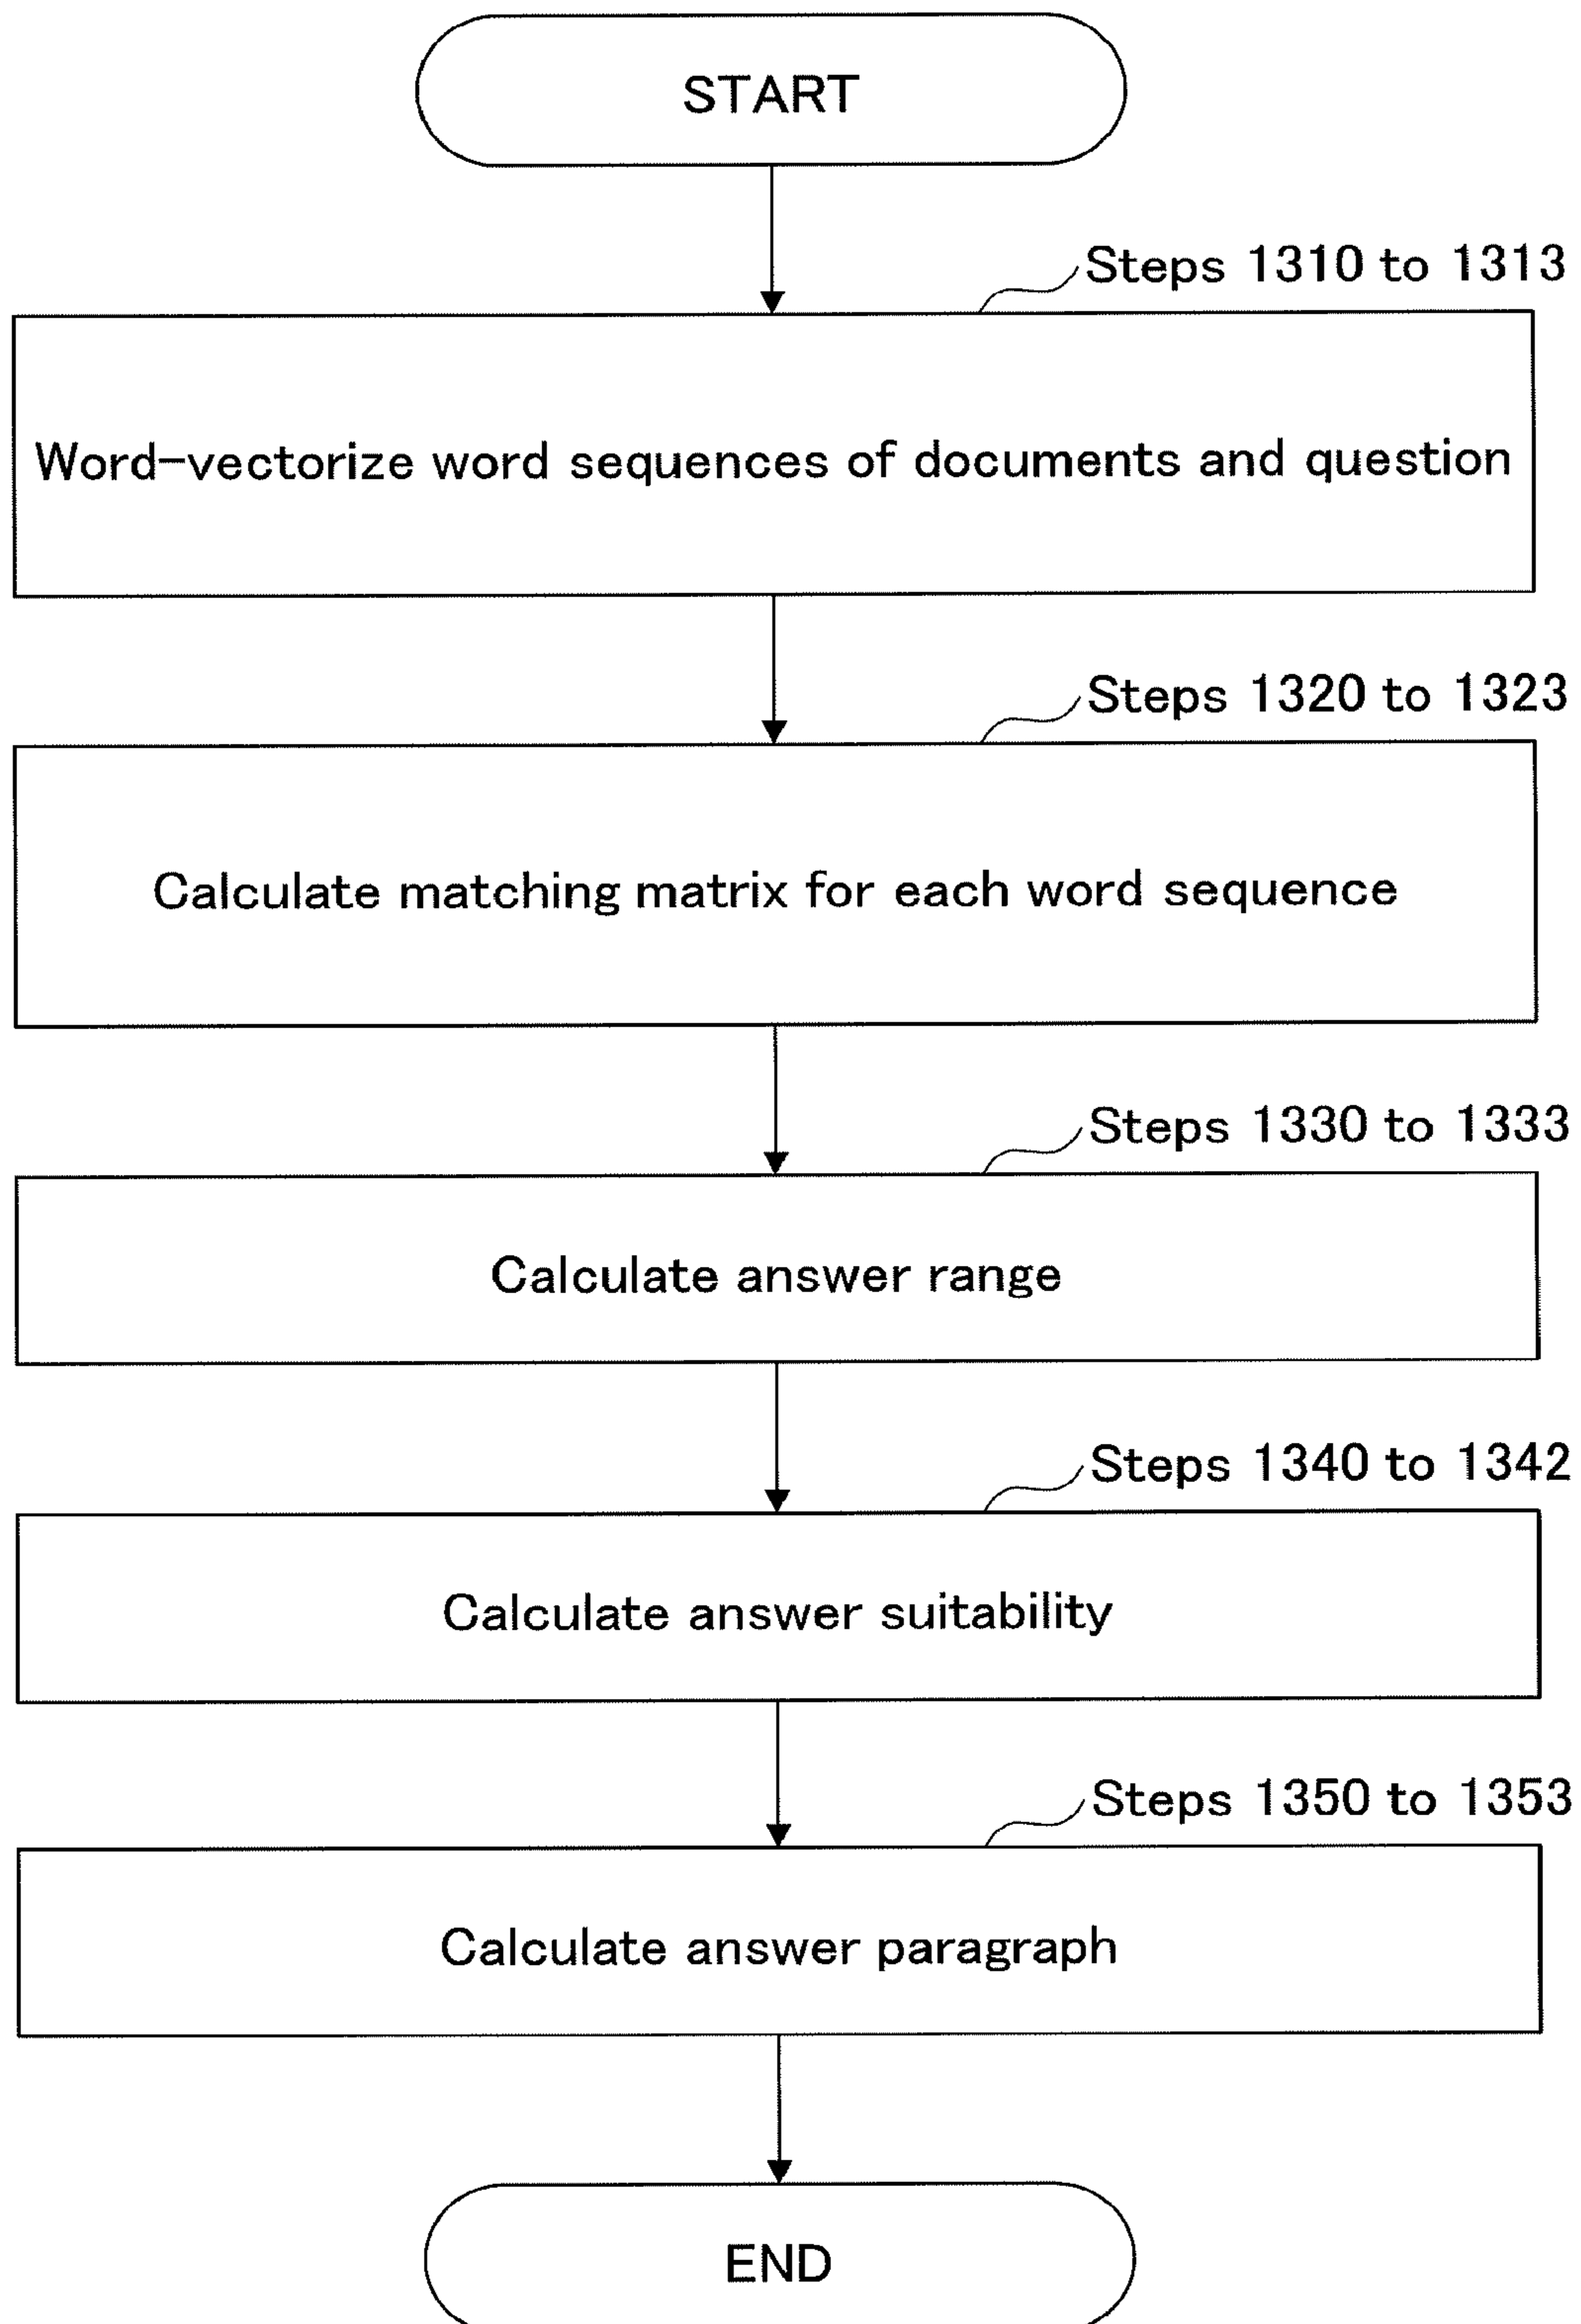 START
Steps 1310 to 1313
Word-vectorize word sequences of documents and question
Steps 1320 to 1323
Calculate matching matrix for each word sequence
Steps 1330 to 1333
Calculate answer range
Steps 1340 to 1342
Calculate answer suitability
Steps 1350 to 1353
Calculate answer paragraph
END